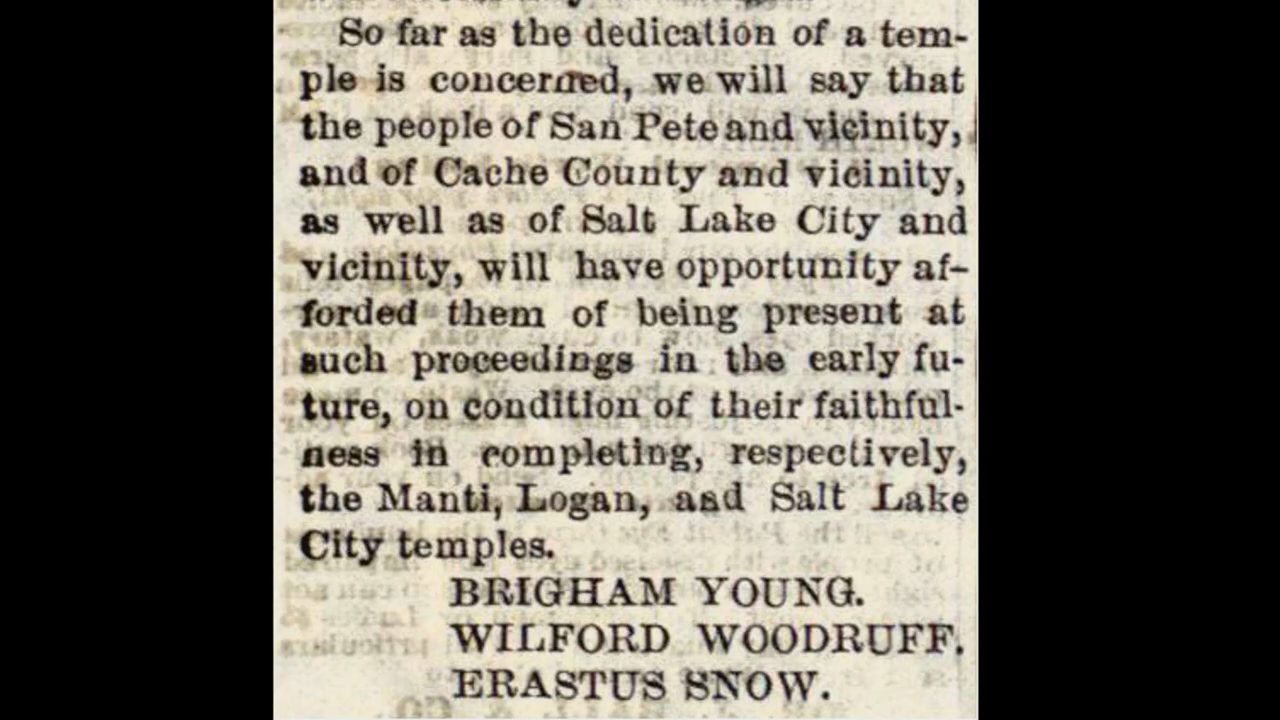 So far as the dedication of a tem-
ple is concerned, we will say that
the people of San Pete and vicinity,
and of Cache County and vicinity,
as well as of Salt Lake City and
vicinity, will have opportunity af-
forded them of being present at
such proceedings in the early fu-
ture, on condition of their faithful-
ness in completing, respectively,
the Manti, Logan, and Salt Lake
City temples.
BRIGHAM YOUNG.
WILFORD WOODRUFF.
ERASTUS SNOW.